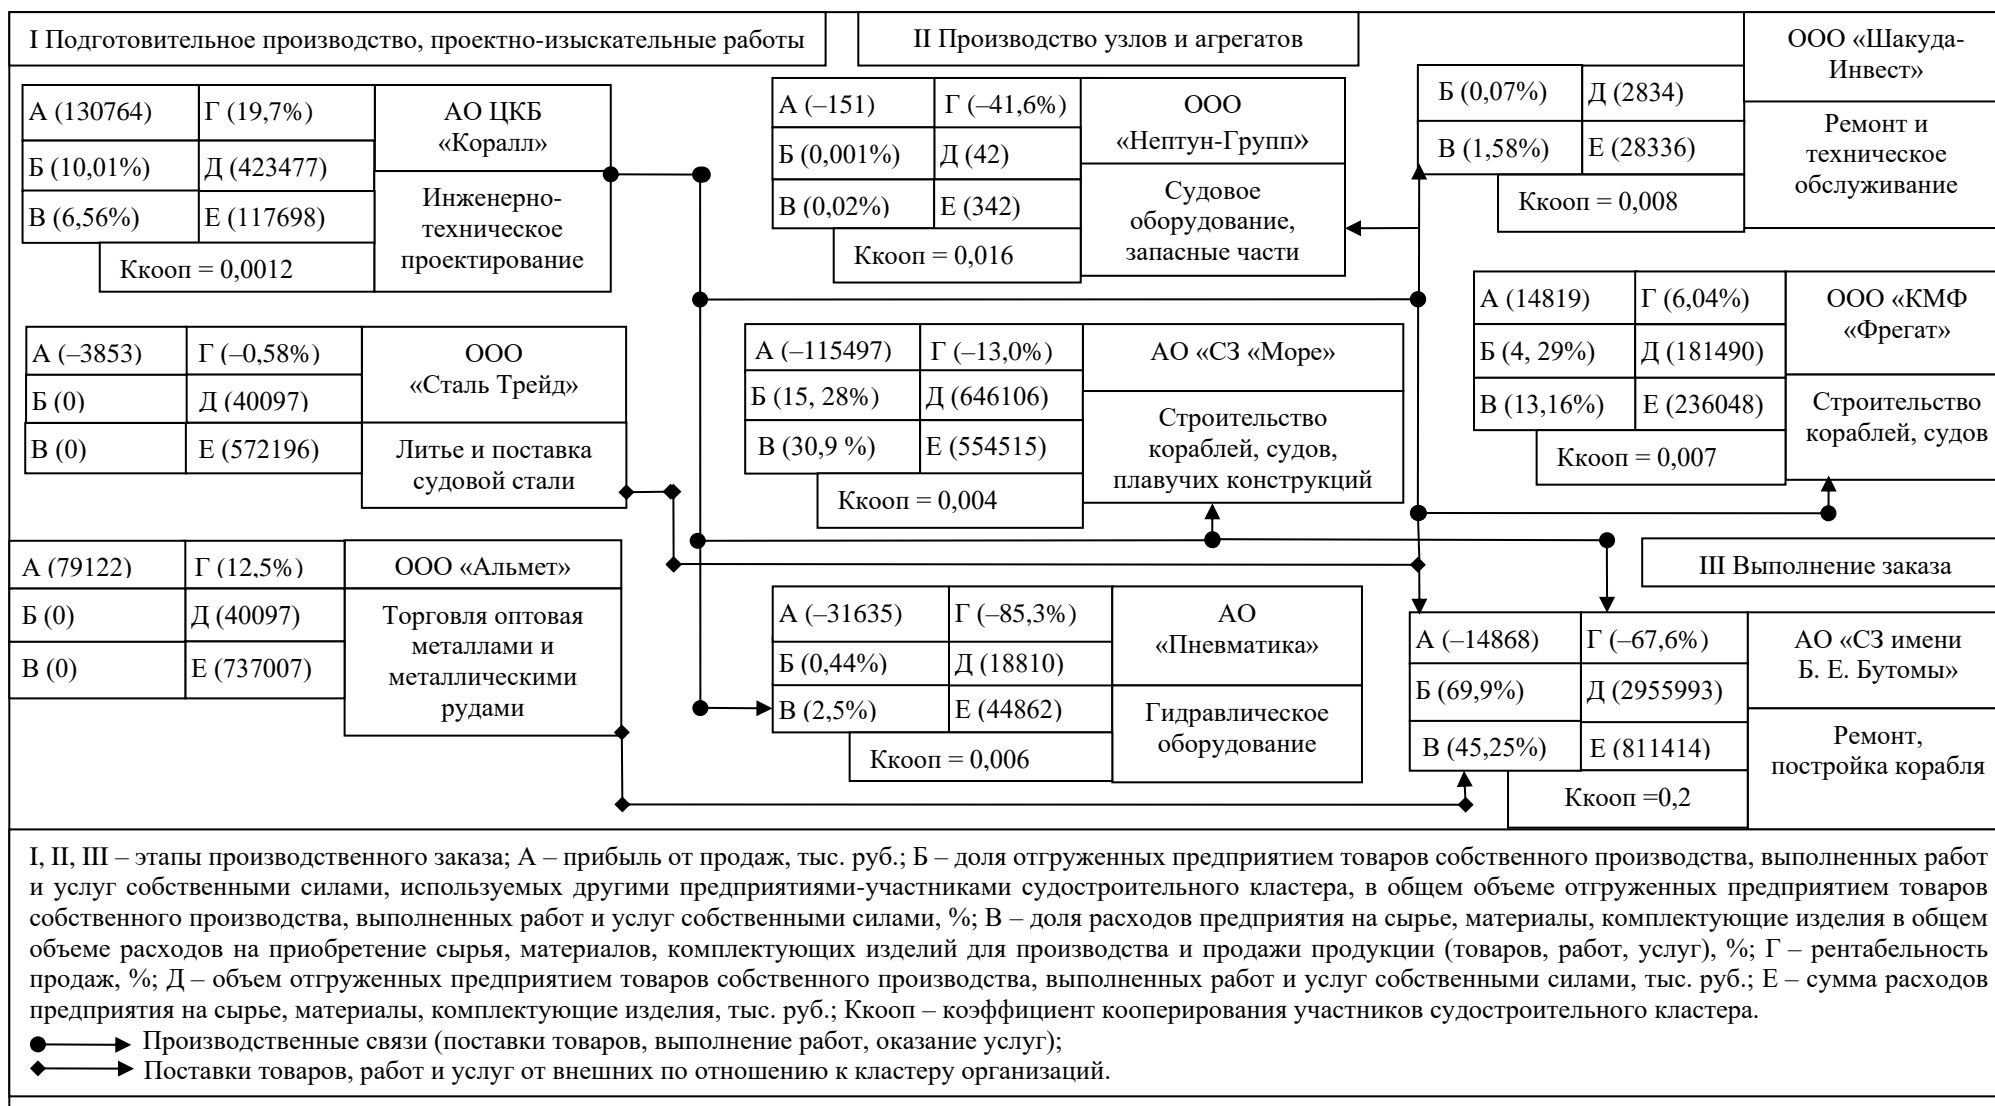 I Подготовительное производство, проектно-изыскательные работы
II Производство узлов и агрегатов
ООО «Шакуда-
Инвест»
Б (0,07%)
Д (2834)
В (1,58%)
Е (28336)
Ккооп = 0,008
Ремонт и
техническое
обслуживание
А (130764)
Г (19,7%)
Б (10,01%)
Д (423477)
В (6,56%)
Е (117698)
Ккооп = 0,0012
АО ЦКБ
«Коралл»
Инженерно-
техническое
проектирование
А (–151)
Г (–41,6%)
Б (0,001%)
Д (42)
В (0,02%)
Е (342)
Ккооп = 0,016
ООО
«Нептун-Групп»
Судовое
оборудование,
запасные части
А (14819)
Г (6,04%)
Б (4, 29%)
Д (181490)
В (13,16%)
Е (236048)
Ккооп = 0,007
ООО «КМФ
«Фрегат»
Строительство
кораблей, судов
А (–3853)
Г (–0,58%)
Б (0)
Д (40097)
В (0)
Е (572196)
ООО
«Сталь Трейд»
Литье и поставка
судовой стали
А (–115497)
Г (–13,0%)
Б (15, 28%)
Д (646106)
В (30,9 %)
Е (554515)
Ккооп = 0,004
АО «СЗ «Море»
Строительство
кораблей, судов,
плавучих конструкций
III Выполнение заказа
А (79122)
Г (12,5%)
Б (0)
Д (40097)
В (0)
Е (737007)
ООО «Альмет»
Торговля оптовая
металлами и
металлическими
рудами
А (–31635)
Г (–85,3%)
Б (0,44%)
Д (18810)
В (2,5%)
Е (44862)
Ккооп = 0,006
АО
«Пневматика»
Гидравлическое
оборудование
А (–14868)
Г (–67,6%)
Б (69,9%)
Д (2955993)
В (45,25%)
Е (811414)
Ккооп =0,2
АО «СЗ имени
Б. Е. Бутомы»
Ремонт,
постройка корабля
I, II, III – этапы производственного заказа; А – прибыль от продаж, тыс. руб.; Б – доля отгруженных предприятием товаров собственного производства, выполненных работ
и услуг собственными силами, используемых другими предприятиями-участниками судостроительного кластера, в общем объеме отгруженных предприятием товаров
собственного производства, выполненных работ и услуг собственными силами, %; В – доля расходов предприятия на сырье, материалы, комплектующие изделия в общем
объеме расходов на приобретение сырья, материалов, комплектующих изделий для производства и продажи продукции (товаров, работ, услуг), %; Г – рентабельность
продаж, %; Д – объем отгруженных предприятием товаров собственного производства, выполненных работ и услуг собственными силами, тыс. руб.; Е – сумма расходов
предприятия на сырье, материалы, комплектующие изделия, тыс. руб.; Ккооп – коэффициент кооперирования участников судостроительного кластера.
Производственные связи (поставки товаров, выполнение работ, оказание услуг);
Поставки товаров, работ и услуг от внешних по отношению к кластеру организаций.